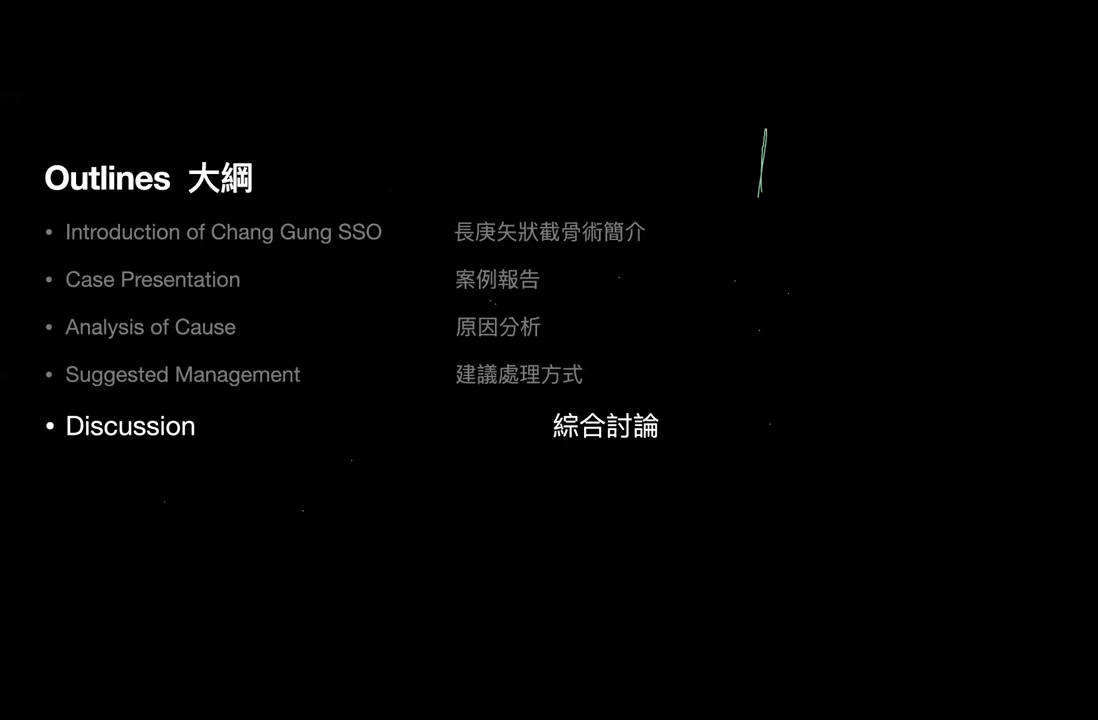 Outlines 大綱
• Introduction of Chang Gung SSO 長庚矢狀截骨術簡介
• Case Presentation 案例報告
• Analysis of Cause 原因分析
• Suggested Management 建議處理方式
• Discussion 綜合討論